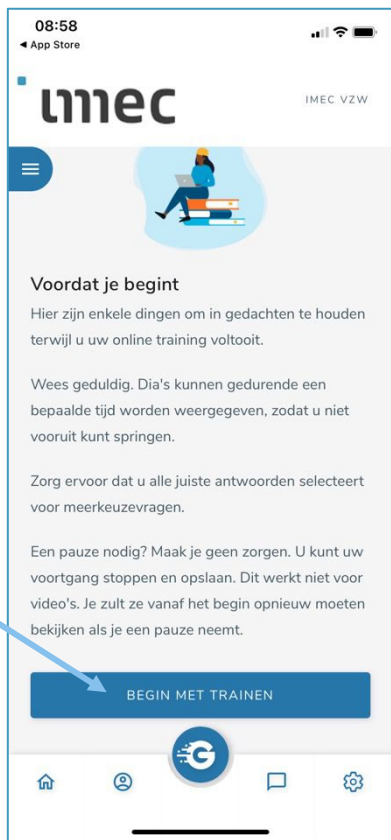 08:58
◀ App Store
imec
IMEC VZW
Voordat je begint
Hier zijn enkele dingen om in gedachten te houden
terwijl u uw online training voltooit.
Wees geduldig. Dia's kunnen gedurende een
bepaalde tijd worden weergegeven, zodat u niet
vooruit kunt springen.
Zorg ervoor dat u alle juiste antwoorden selecteert
voor meerkeuzevragen.
Een pauze nodig? Maak je geen zorgen. U kunt uw
voortgang stoppen en opslaan. Dit werkt niet voor
video's. Je zult ze vanaf het begin opnieuw moeten
bekijken als je een pauze neemt.
BEGIN MET TRAINEN
G